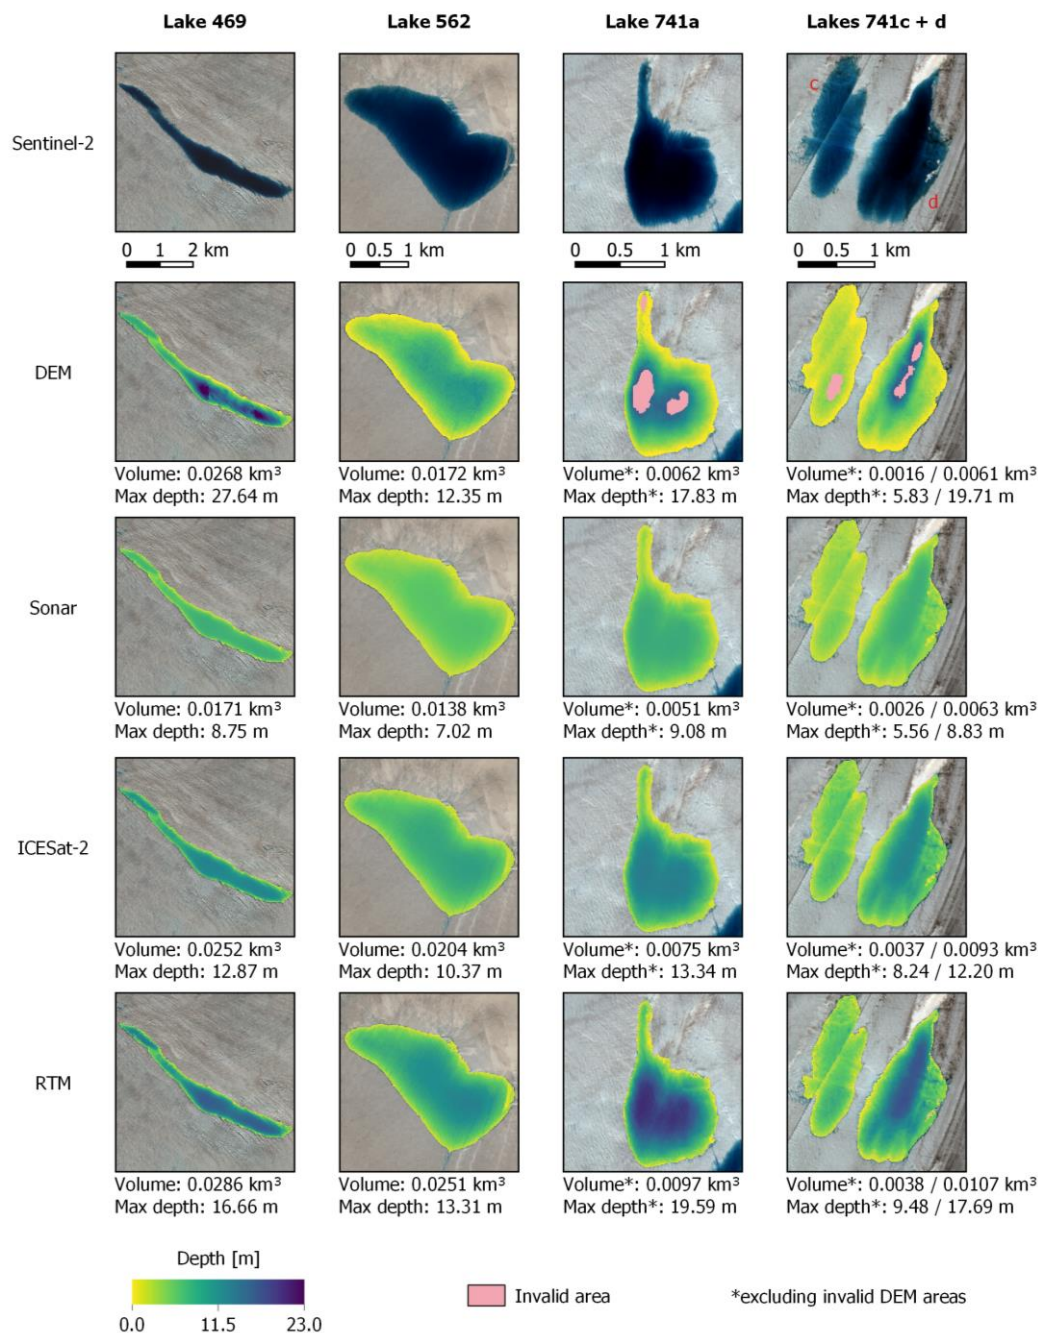 Lake 469 Lake 562 Lake 741a Lakes 741c + d
Sentinel-2
c
d
0 1 2 km 0 0.5 1 km 0 0.5 1 km 0 0.5 1 km
DEM
Volume: 0.0268 km³ Volume: 0.0172 km³ Volume*: 0.0062 km³ Volume*: 0.0016 / 0.0061 km³
Max depth: 27.64 m Max depth: 12.35 m Max depth*: 17.83 m Max depth*: 5.83 / 19.71 m
Sonar
Volume: 0.0171 km³ Volume: 0.0138 km³ Volume*: 0.0051 km³ Volume*: 0.0026 / 0.0063 km³
Max depth: 8.75 m Max depth: 7.02 m Max depth*: 9.08 m Max depth*: 5.56 / 8.83 m
ICESat-2
Volume: 0.0252 km³ Volume: 0.0204 km³ Volume*: 0.0075 km³ Volume*: 0.0037 / 0.0093 km³
Max depth: 12.87 m Max depth: 10.37 m Max depth*: 13.34 m Max depth*: 8.24 / 12.20 m
RTM
Volume: 0.0286 km³ Volume: 0.0251 km³ Volume*: 0.0097 km³ Volume*: 0.0038 / 0.0107 km³
Max depth: 16.66 m Max depth: 13.31 m Max depth*: 19.59 m Max depth*: 9.48 / 17.69 m
Depth [m]
Invalid area *excluding invalid DEM areas
0.0 11.5 23.0